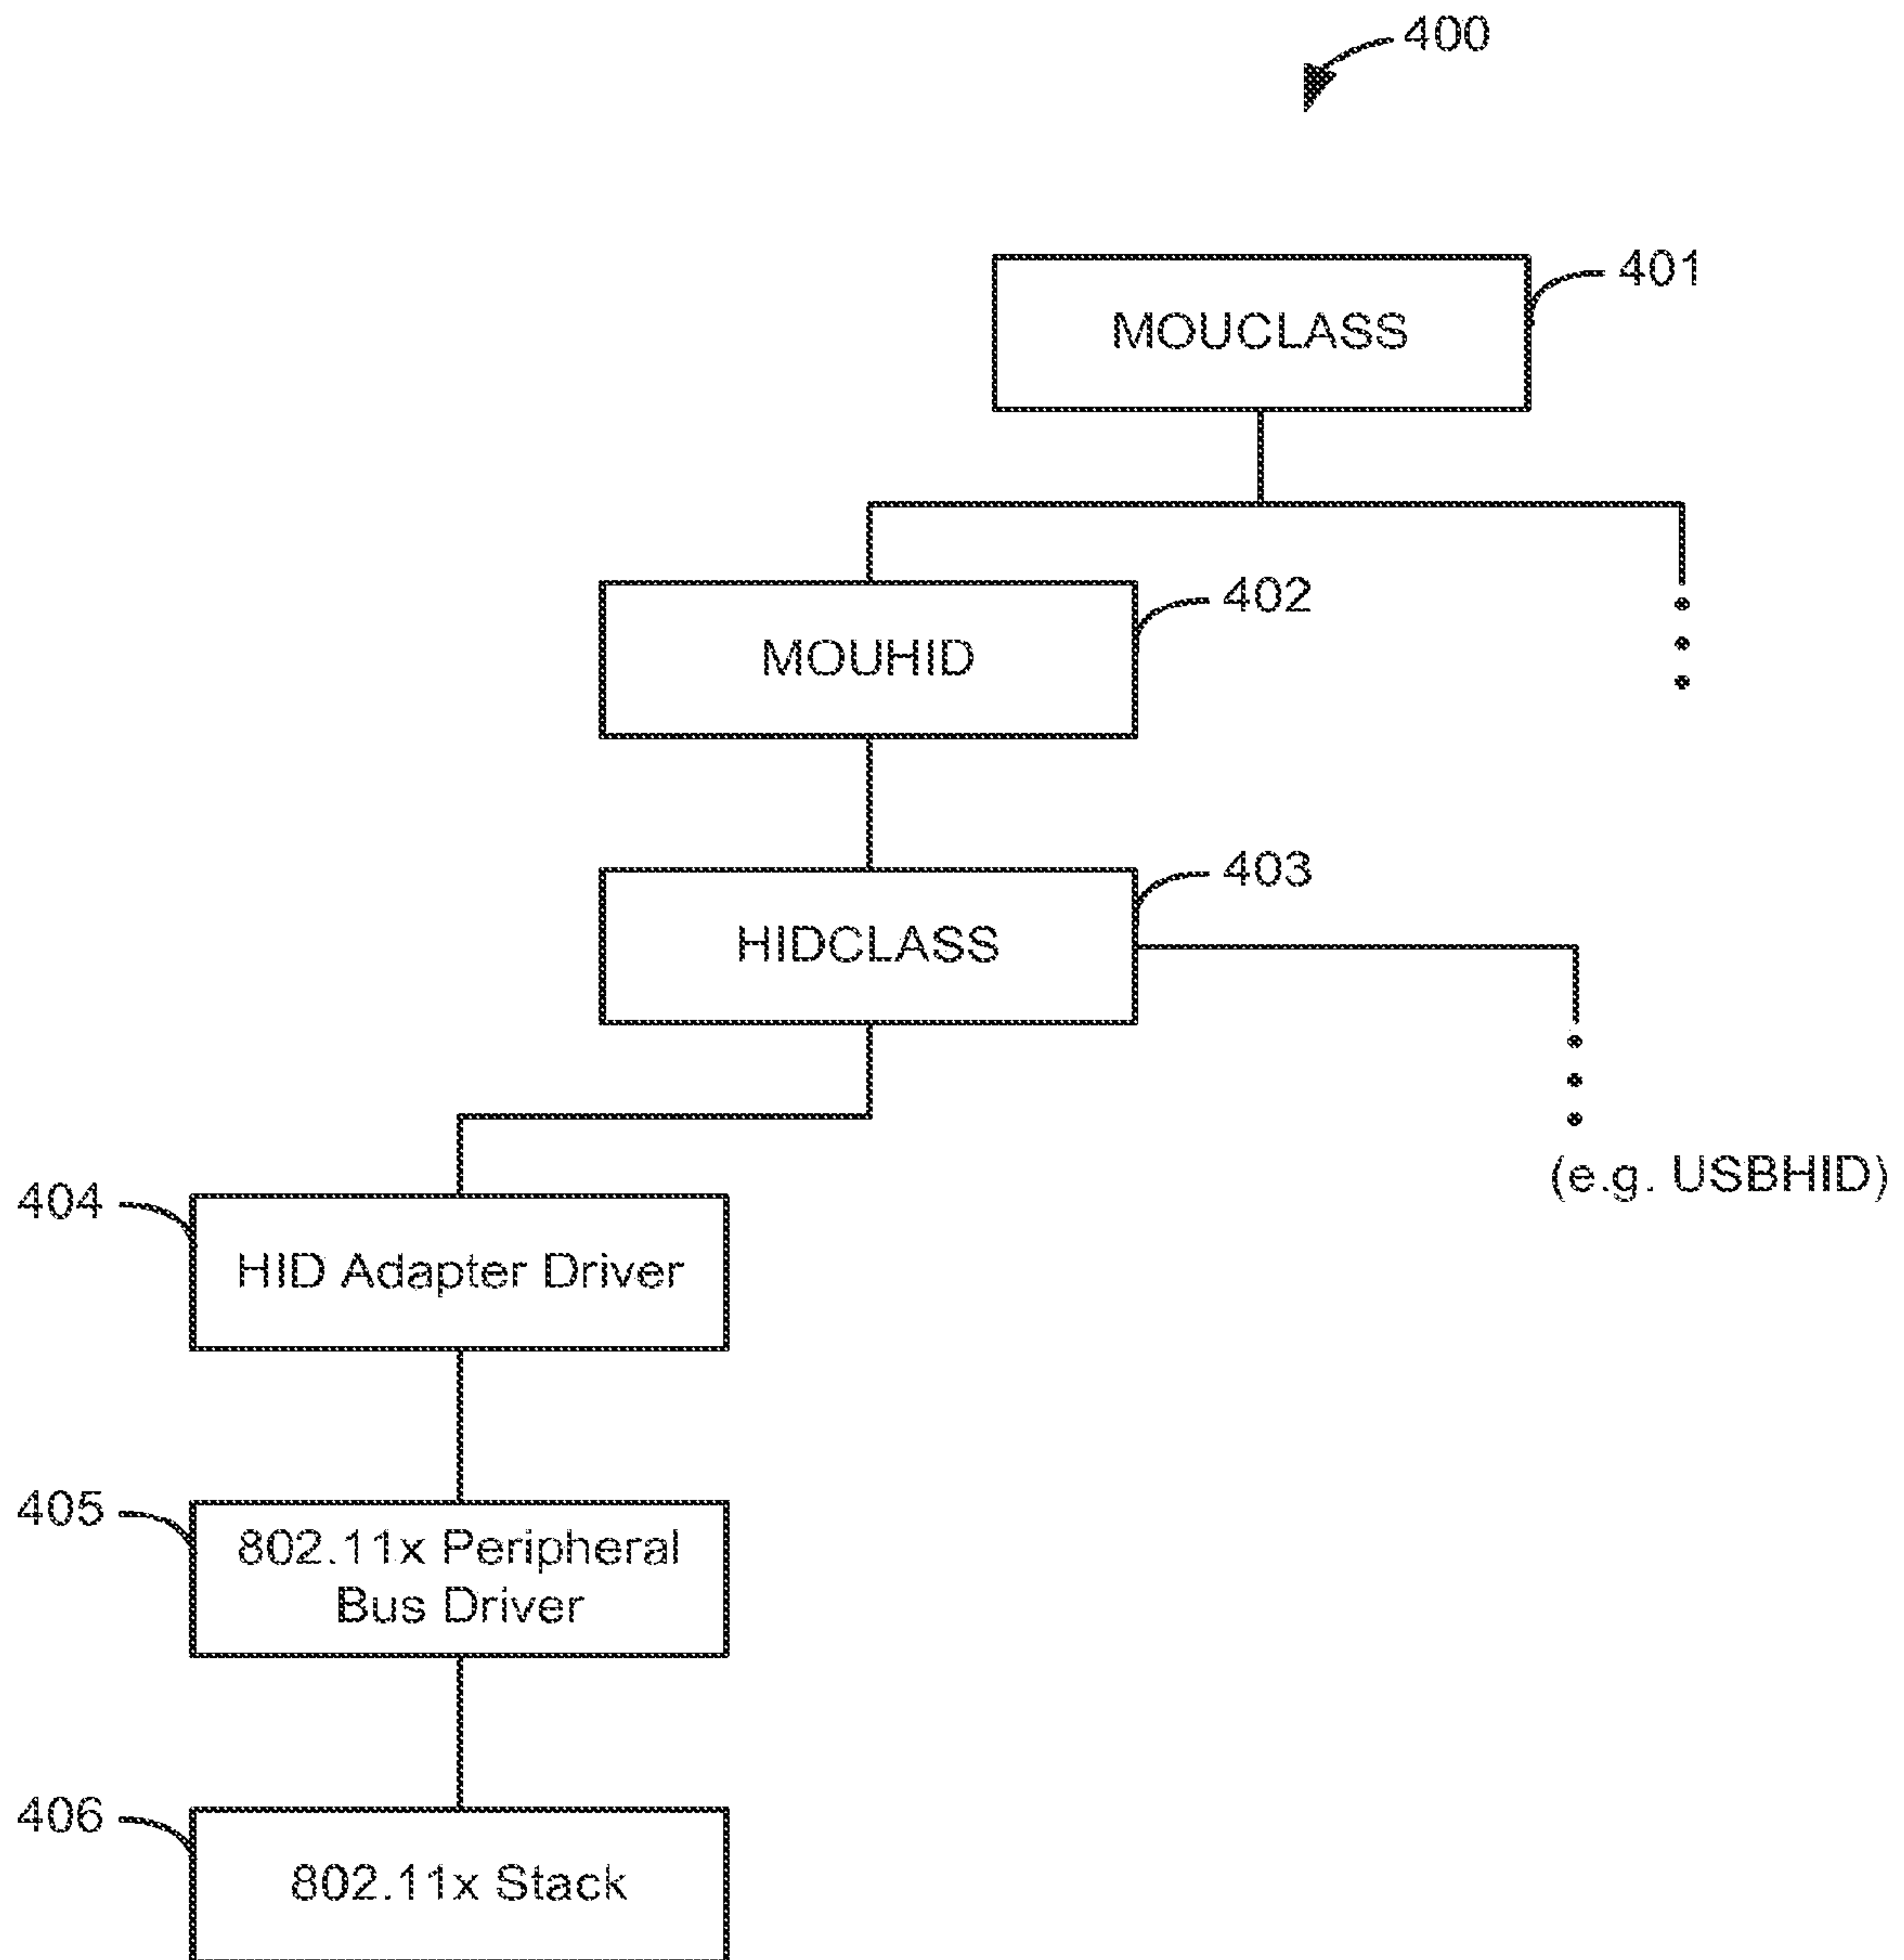 400
MOUCLASS
401
MOUHID
402
HIDCLASS
403
(e.g. USBHID)
404
HID Adapter Driver
405
802.11x Peripheral
Bus Driver
406
802.11x Stack